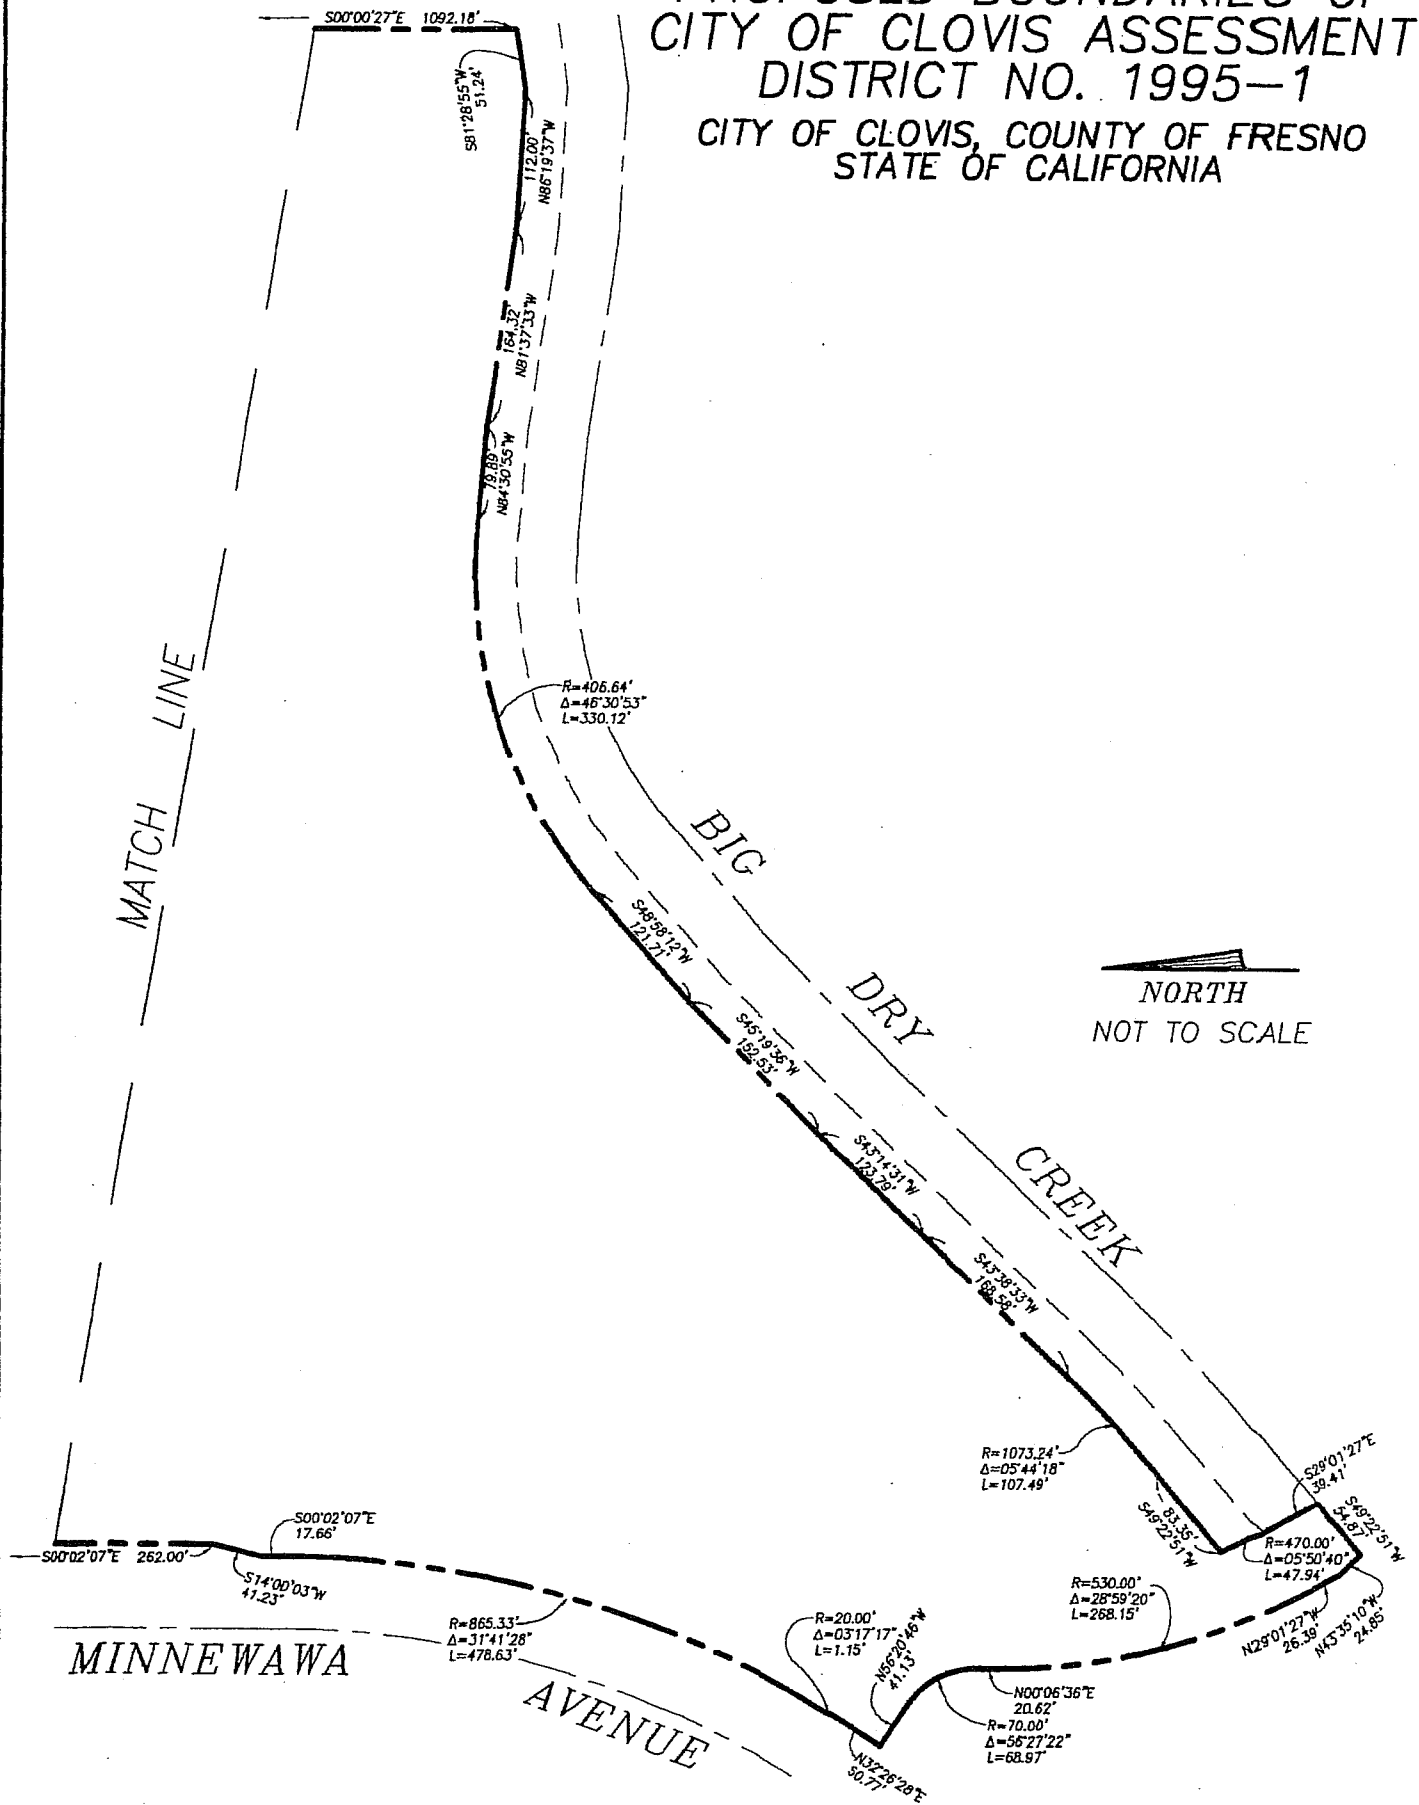 PROPOSED BOUNDARIES OF
CITY OF CLOVIS ASSESSMENT
DISTRICT NO. 1995-1
CITY OF CLOVIS, COUNTY OF FRESNO
STATE OF CALIFORNIA
S00°00'27"E 1092.18'
S81°28'55"W
51.24'
112.00'
N86°19'37"W
164.32'
N81°37'33"W
79.89'
N84°30'55"W
MATCH LINE
R=406.64'
Δ=46°30'53"
L=330.12'
BIG
DRY
CREEK
S48°58'12"W
121.71'
S45°19'36"W
152.53'
S43°14'31"W
123.79'
S43°38'33"W
168.58'
NORTH
NOT TO SCALE
R=1073.24'
Δ=05°44'18"
L=107.49'
83.35'
S49°22'51"W
S29°01'27"E
39.41'
S49°22'51"W
54.87'
R=470.00'
Δ=05°50'40"
L=47.94'
N43°35'10"W
24.85'
N29°01'27"W
26.39'
R=530.00'
Δ=28°59'20"
L=268.15'
N00°06'36"E
20.62'
R=70.00'
Δ=56°27'22"
L=68.97'
N56°20'46"W
41.13'
N32°26'28"E
50.77'
R=20.00'
Δ=03°17'17"
L=1.15'
R=865.33'
Δ=31°41'28"
L=478.63'
S00°02'07"E
17.66'
S14°00'03"W
41.23"
S00°02'07"E 262.00'
MINNEWAWA
AVENUE